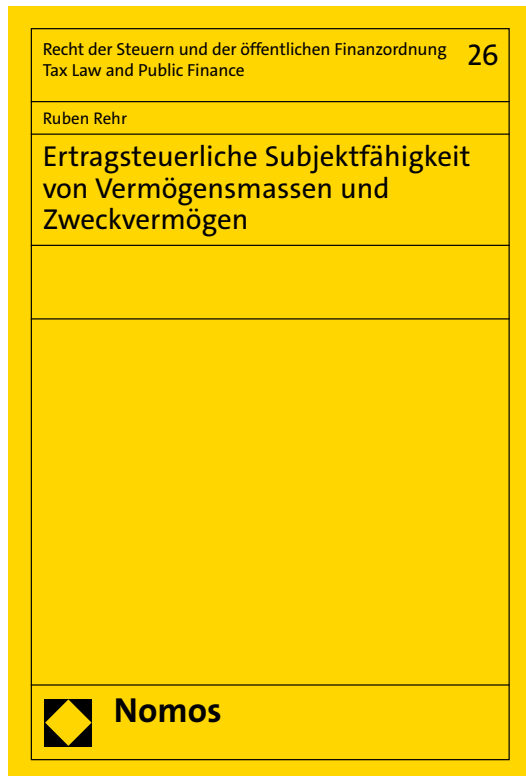 Recht der Steuern und der öffentlichen Finanzordnung 26
Tax Law and Public Finance
Ruben Rehr
Ertragsteuerliche Subjektfähigkeit
von Vermögensmassen und
Zweckvermögen
Nomos